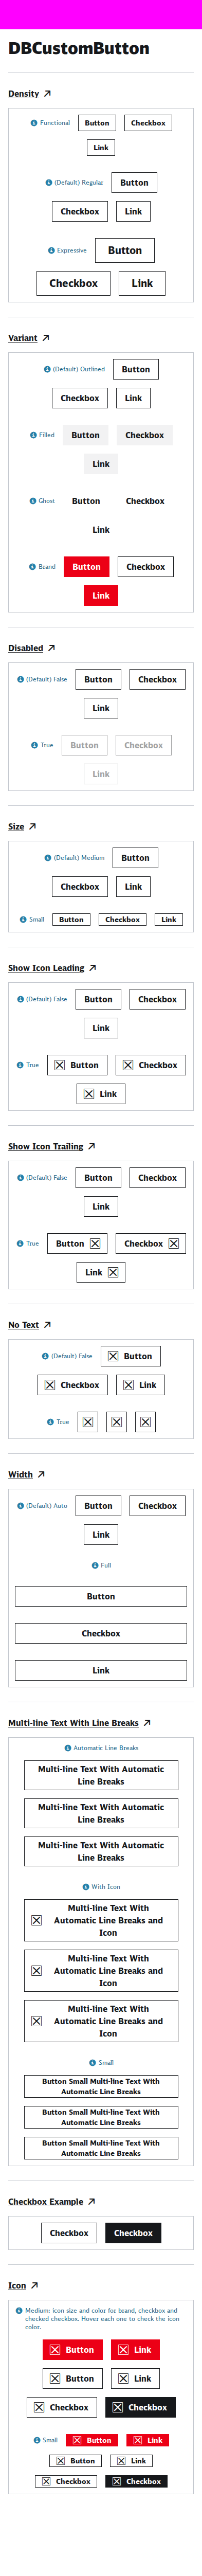 DBCustomButton
Density
Functional Button Checkbox
Link
(Default) Regular Button
Checkbox Link
Expressive Button
Checkbox Link
Variant
(Default) Outlined Button
Checkbox Link
Filled Button Checkbox
Link
Ghost Button Checkbox
Link
Brand Button Checkbox
Link
Disabled
(Default) False Button Checkbox
Link
True Button Checkbox
Link
Size
(Default) Medium Button
Checkbox Link
Small Button Checkbox Link
Show Icon Leading
(Default) False Button Checkbox
Link
True Button Checkbox
Link
Show Icon Trailing
(Default) False Button Checkbox
Link
True Button Checkbox
Link
No Text
(Default) False Button
Checkbox Link
True
Width
(Default) Auto Button Checkbox
Link
Full
Button
Checkbox
Link
Multi-line Text With Line Breaks
Automatic Line Breaks
Multi-line Text With Automatic
Line Breaks
Multi-line Text With Automatic
Line Breaks
Multi-line Text With Automatic
Line Breaks
With Icon
Multi-line Text With
Automatic Line Breaks and
Icon
Multi-line Text With
Automatic Line Breaks and
Icon
Multi-line Text With
Automatic Line Breaks and
Icon
Small
Button Small Multi-line Text With
Automatic Line Breaks
Button Small Multi-line Text With
Automatic Line Breaks
Button Small Multi-line Text With
Automatic Line Breaks
Checkbox Example
Checkbox Checkbox
Icon
Medium: icon size and color for brand, checkbox and
checked checkbox. Hover each one to check the icon
color.
Button Link
Button Link
Checkbox Checkbox
Small Button Link
Button Link
Checkbox Checkbox